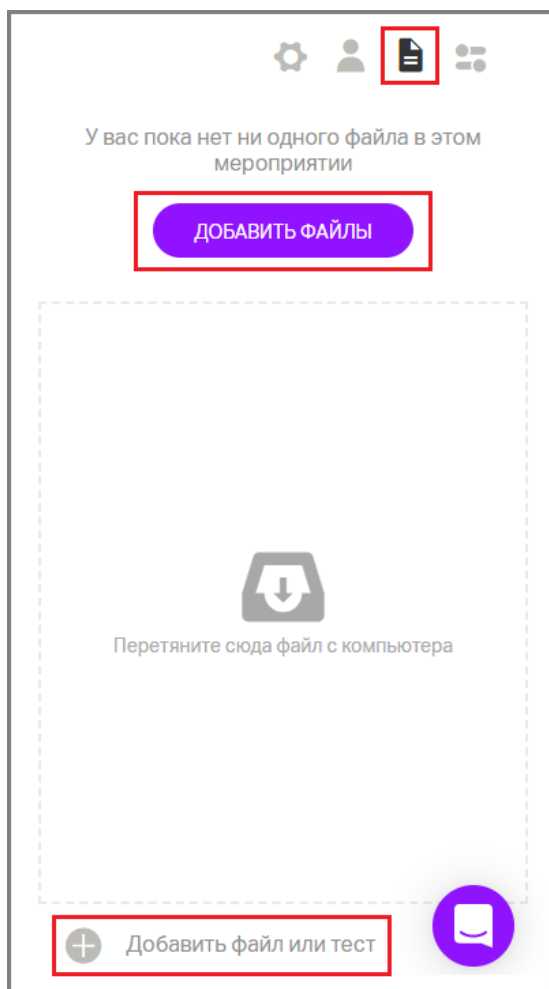 У вас пока нет ни одного файла в этом
мероприятии
ДОБАВИТЬ ФАЙЛЫ
Перетяните сюда файл с компьютера
Добавить файл или тест